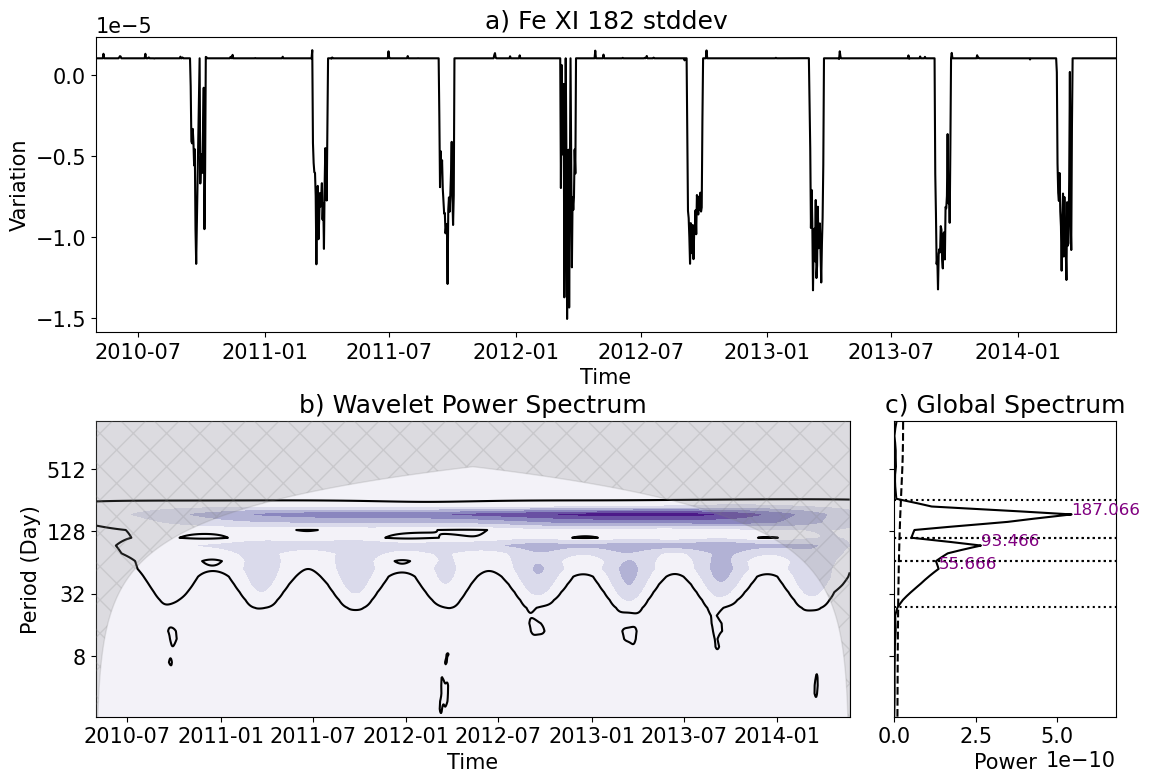 a) Fe XI 182 stddev
1e−5
0.0
−0.5
−1.0
−1.5
Variation
2010-07 2011-01 2011-07 2012-01 2012-07 2013-01 2013-07 2014-01
Time
b) Wavelet Power Spectrum
512
128
32
8
Period (Day)
2010-07 2011-01 2011-07 2012-01 2012-07 2013-01 2013-07 2014-01
Time
c) Global Spectrum
187.066
93.466
55.666
0.0 2.5 5.0
Power 1e−10